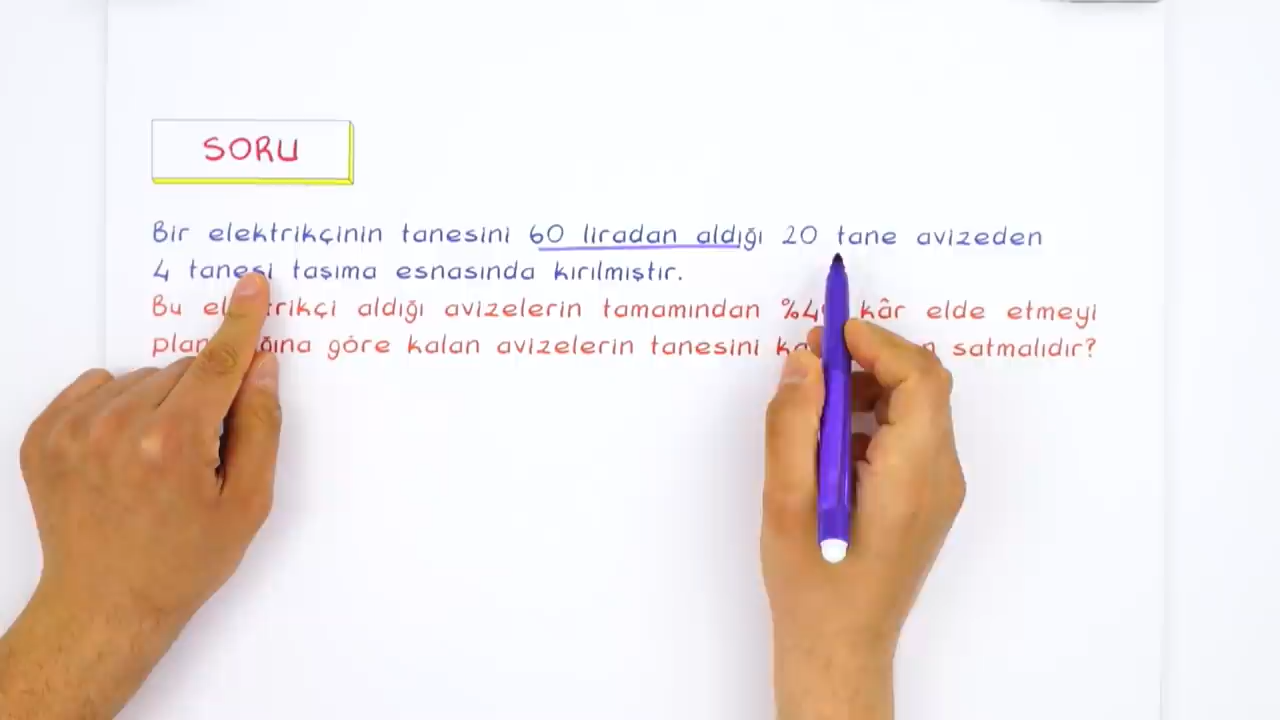 SORU
Bir elektrikçinin tanesini 60 liradan aldığı 20 tane avizeden
4 tanesi taşıma esnasında kırılmıştır.
Bu aldığı avizelerin tamamından kâr elde etmeyi
göre kalan avizelerin tanesini satmalıdır?